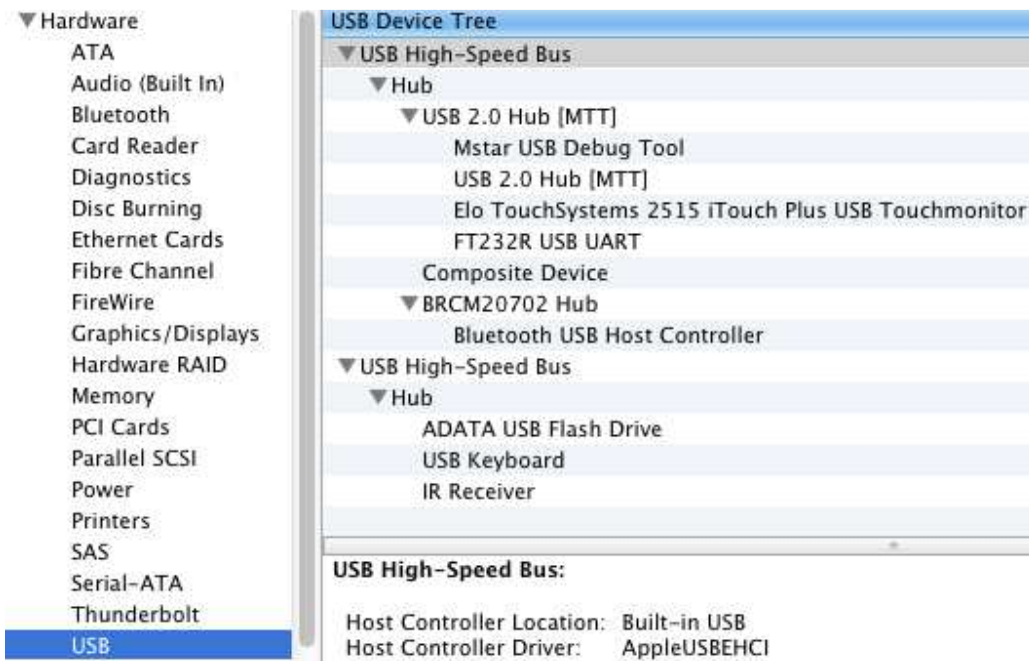 Hardware
ATA
Audio (Built In)
Bluetooth
Card Reader
Diagnostics
Disc Burning
Ethernet Cards
Fibre Channel
FireWire
Graphics/Displays
Hardware RAID
Memory
PCI Cards
Parallel SCSI
Power
Printers
SAS
Serial-ATA
Thunderbolt
USB
USB Device Tree
USB High-Speed Bus
Hub
USB 2.0 Hub [MTT]
Mstar USB Debug Tool
USB 2.0 Hub [MTT]
Elo TouchSystems 2515 iTouch Plus USB Touchmonitor
FT232R USB UART
Composite Device
BRCM20702 Hub
Bluetooth USB Host Controller
USB High-Speed Bus
Hub
ADATA USB Flash Drive
USB Keyboard
IR Receiver
USB High-Speed Bus:
Host Controller Location: Built-in USB
Host Controller Driver: AppleUSBEHCI